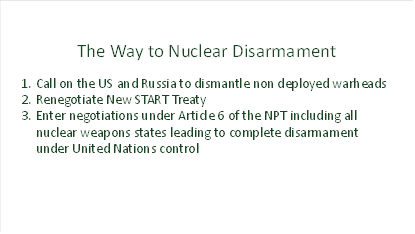 The Way to Nuclear Disarmament
1. Call on the US and Russia to dismantle non deployed warheads
2. Renegotiate New START Treaty
3. Enter negotiations under Article 6 of the NPT including all
nuclear weapons states leading to complete disarmament
under United Nations control